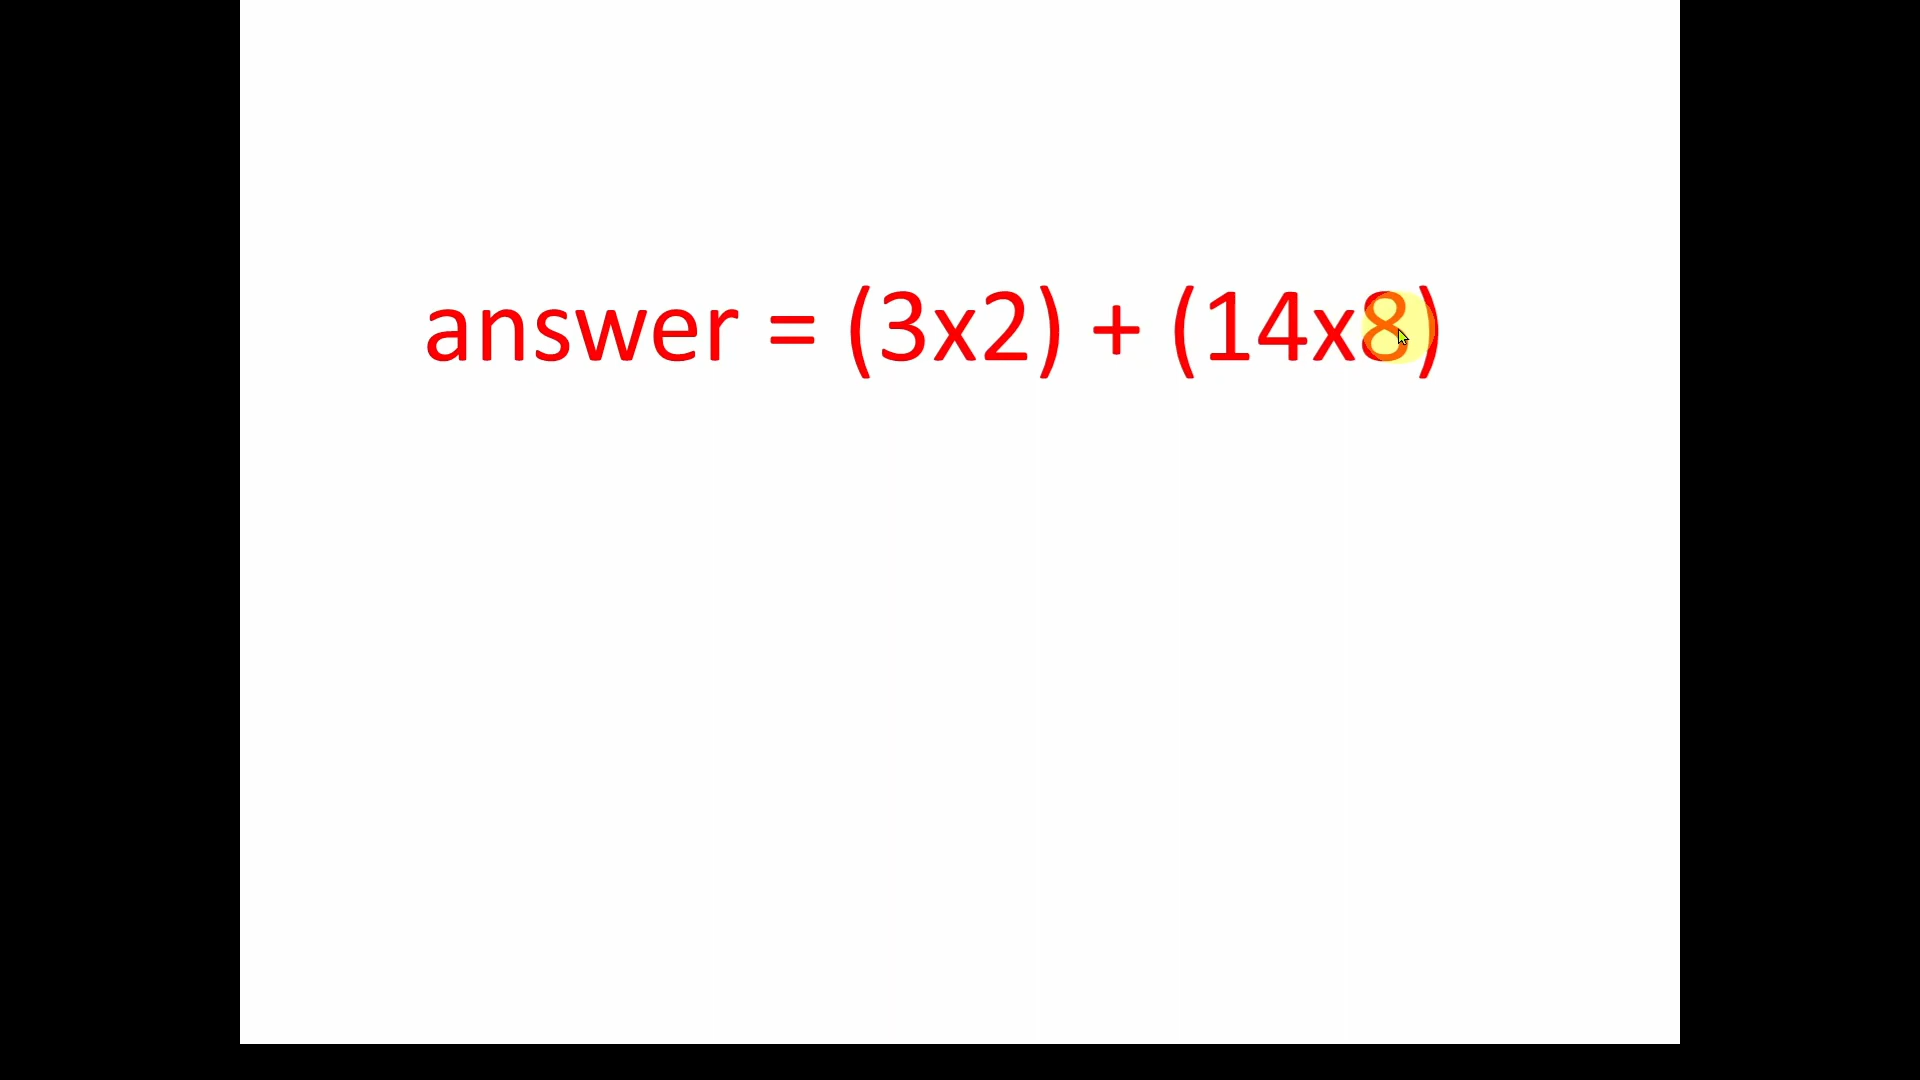 answer = (3x2) + (14x8)